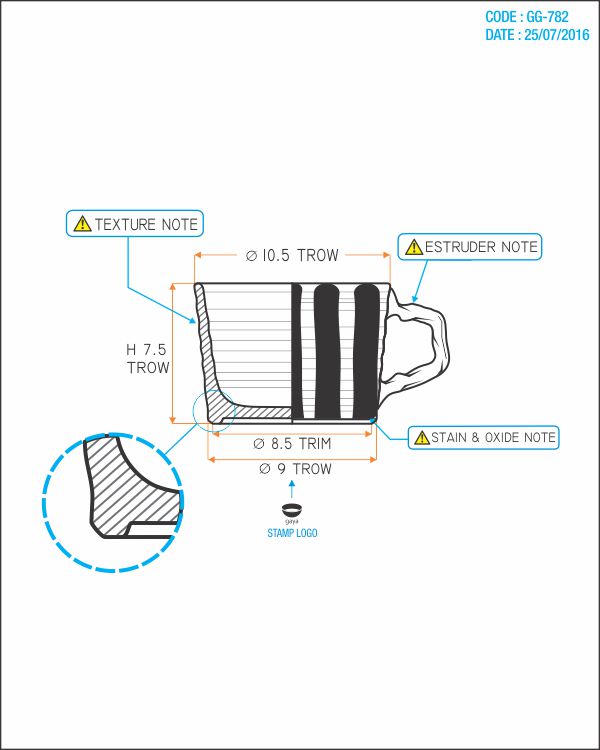 CODE : GG-782
DATE : 25/07/2016
TEXTURE NOTE
ESTRUDER NOTE
Ø 10.5 TROW
H 7.5
TROW
STAIN & OXIDE NOTE
Ø 8.5 TRIM
Ø 9 TROW
gaya
STAMP LOGO